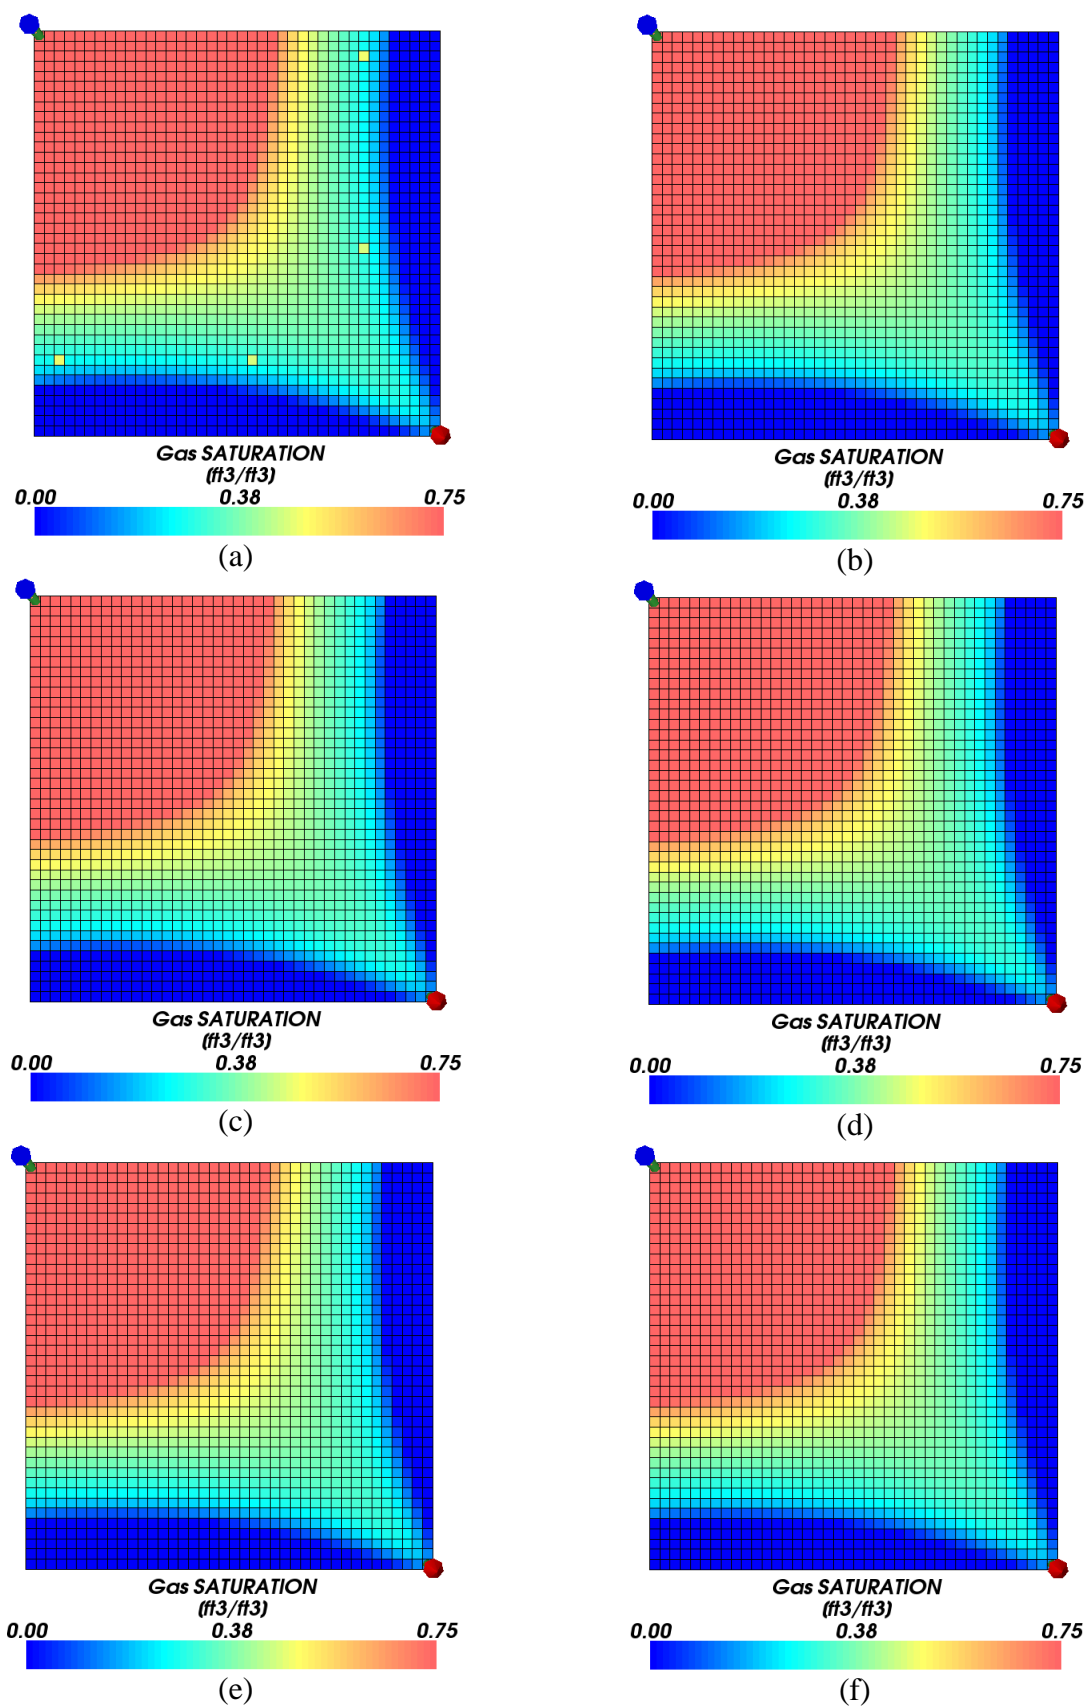 Gas SATURATION
(ft3/ft3)
0.00 0.38 0.75
(a)
Gas SATURATION
(ft3/ft3)
0.00 0.38 0.75
(b)
Gas SATURATION
(ft3/ft3)
0.00 0.38 0.75
(c)
Gas SATURATION
(ft3/ft3)
0.00 0.38 0.75
(d)
Gas SATURATION
(ft3/ft3)
0.00 0.38 0.75
(e)
Gas SATURATION
(ft3/ft3)
0.00 0.38 0.75
(f)